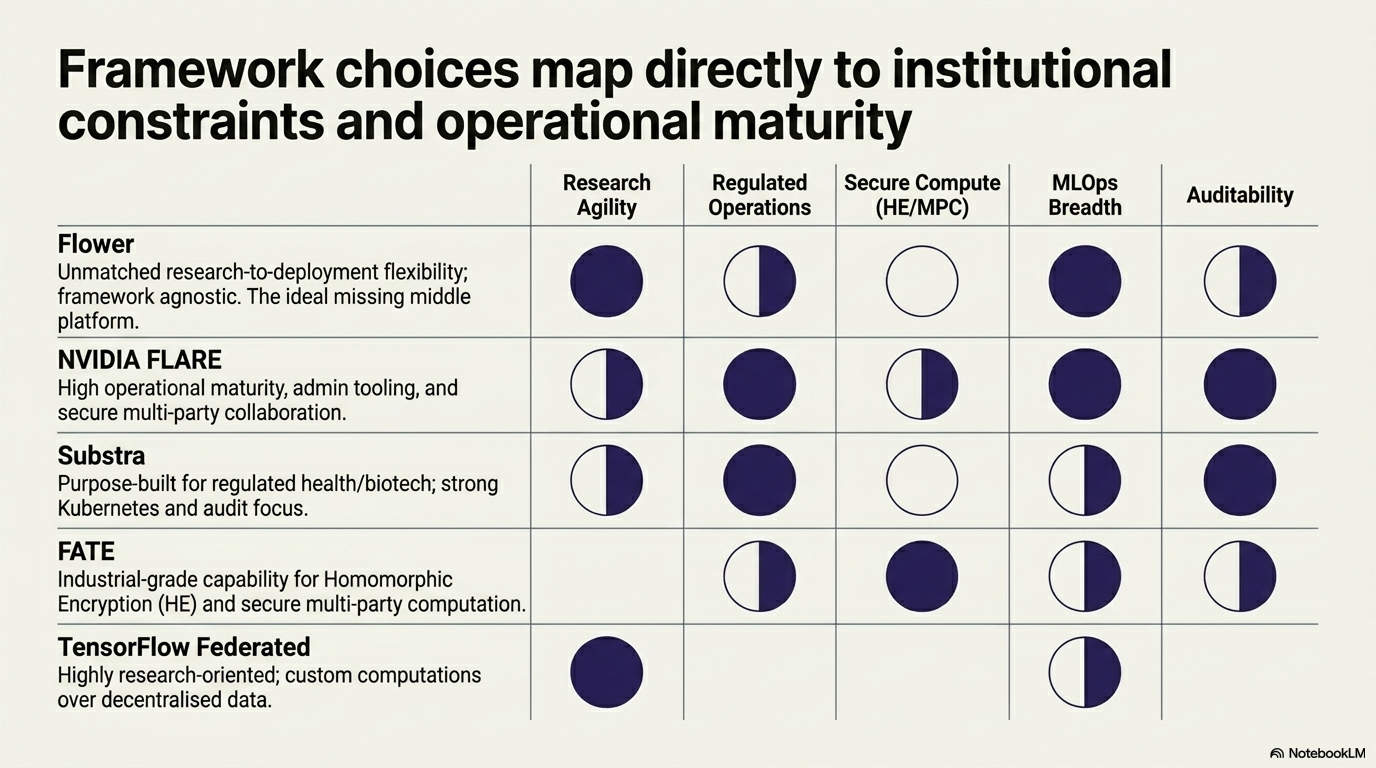 Framework choices map directly to institutional
constraints and operational maturity
Research
Agility
Regulated
Operations
Secure Compute
(HE/MPC)
MLOps
Breadth
Auditability
Flower
Unmatched research-to-deployment flexibility;
framework agnostic. The ideal missing middle
platform.
NVIDIA FLARE
High operational maturity, admin tooling, and
secure multi-party collaboration.
Substra
Purpose-built for regulated health/biotech; strong
Kubernetes and audit focus.
FATE
Industrial-grade capability for Homomorphic
Encryption (HE) and secure multi-party computation.
TensorFlow Federated
Highly research-oriented; custom computations
over decentralised data.
NotebookLM